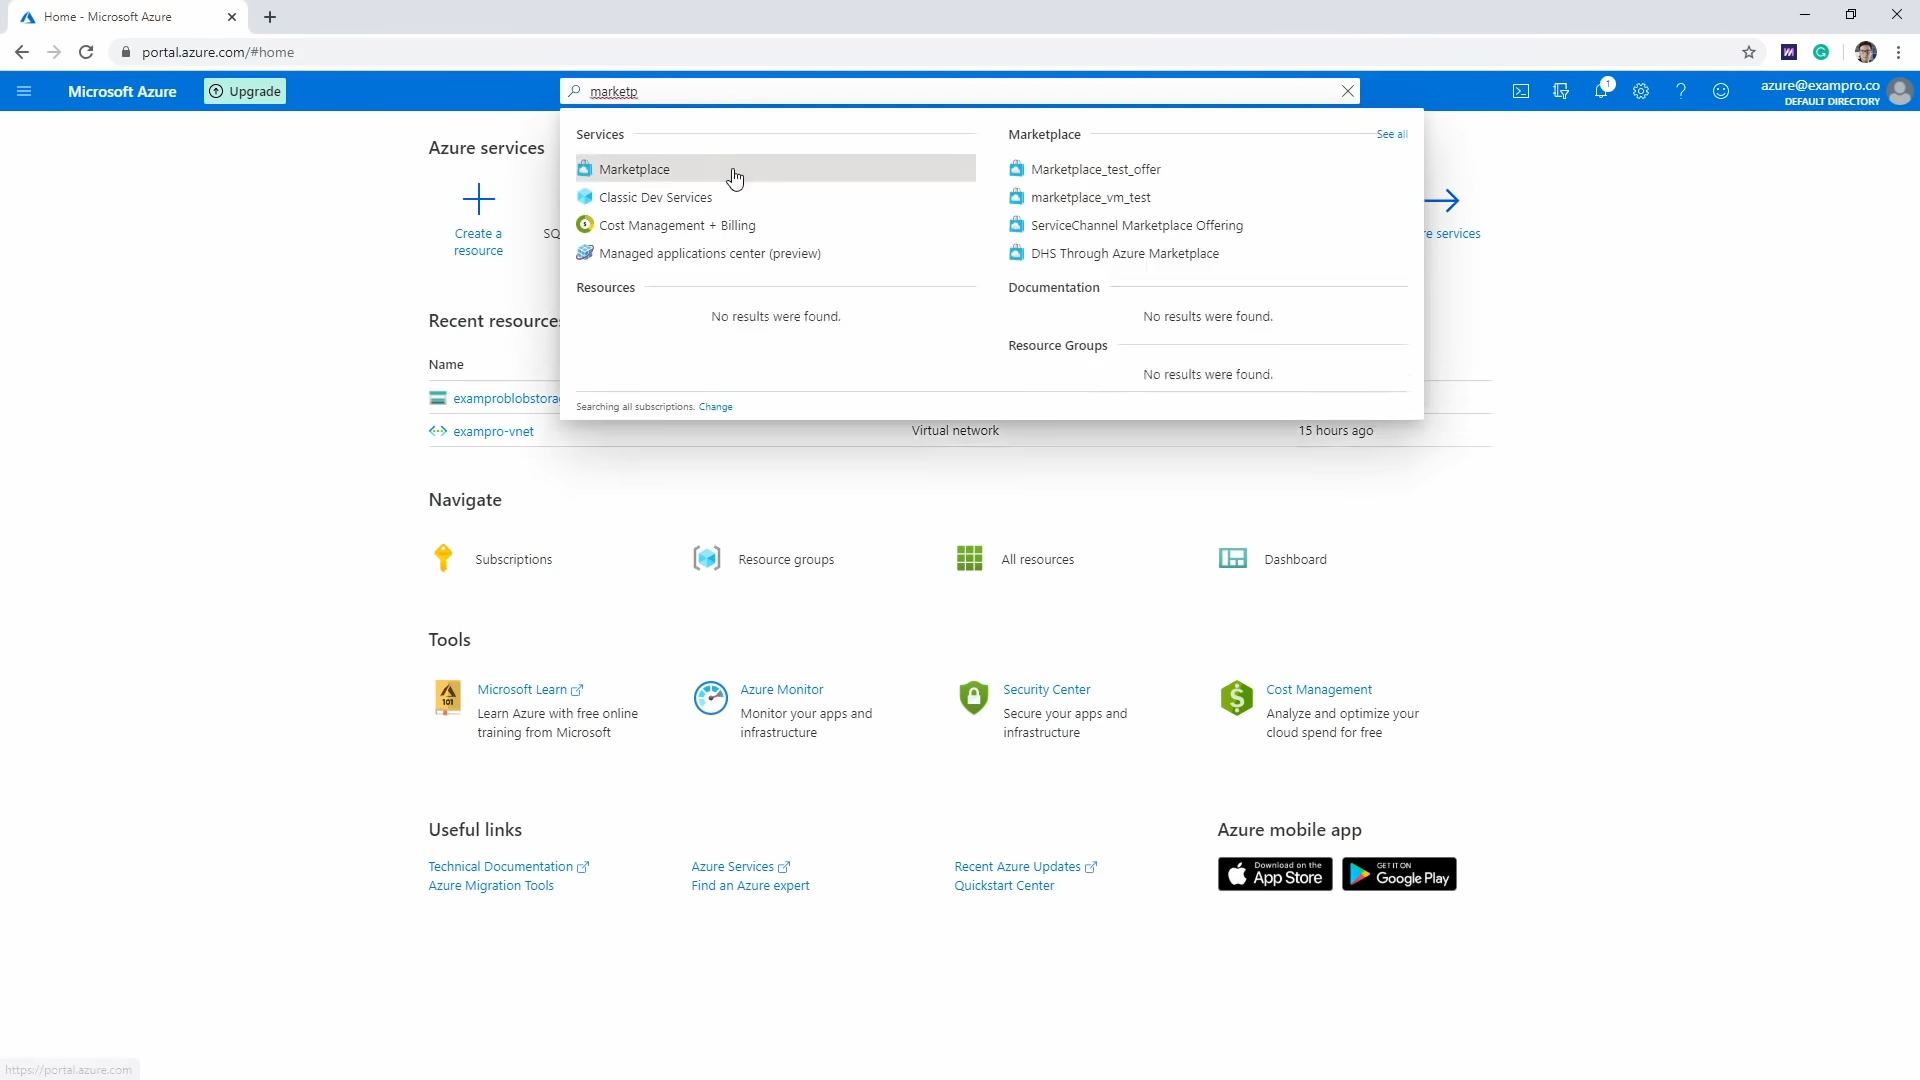 Home - Microsoft Azure
portal.azure.com/#home
Microsoft Azure
Upgrade
marketp
1
azure@exampro.co
DEFAULT DIRECTORY
Services
Marketplace
Classic Dev Services
Cost Management + Billing
Managed applications center (preview)
Resources
No results were found.
Marketplace
See all
Marketplace_test_offer
marketplace_vm_test
ServiceChannel Marketplace Offering
DHS Through Azure Marketplace
Documentation
No results were found.
Resource Groups
No results were found.
Searching all subscriptions. Change
Azure services
Create a
resource
SQ
re services
Recent resources
Name
examproblobstorag
exampro-vnet
Virtual network
15 hours ago
Navigate
Subscriptions
Resource groups
All resources
Dashboard
Tools
101
Microsoft Learn
Learn Azure with free online
training from Microsoft
Azure Monitor
Monitor your apps and
infrastructure
Security Center
Secure your apps and
infrastructure
Cost Management
Analyze and optimize your
cloud spend for free
Useful links
Technical Documentation
Azure Migration Tools
Azure Services
Find an Azure expert
Recent Azure Updates
Quickstart Center
Azure mobile app
Download on the
App Store
GET IT ON
Google Play
https://portal.azure.com